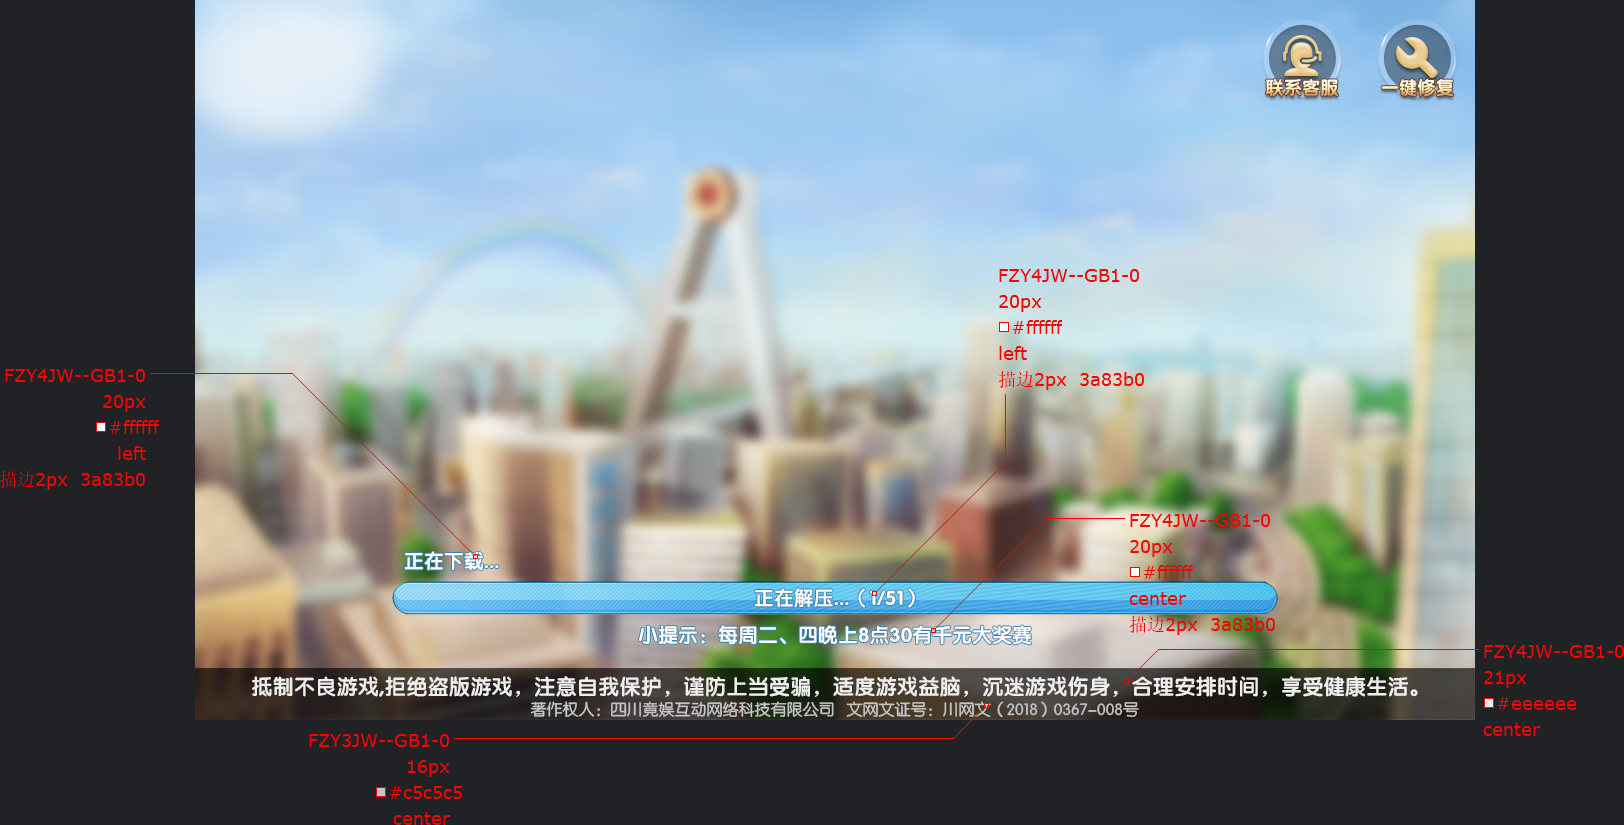 联系客服
一键修复
FZY4JW--GB1-0
20px
#ffffff
left
描边2px 3a83b0
FZY4JW--GB1-0
20px
#ffffff
left
描边2px 3a83b0
FZY4JW--GB1-0
20px
#ffffff
center
描边2px 3a83b0
正在下载...
正在解压...（1/51）
小提示：每周二、四晚上8点30有千元大奖赛
FZY4JW--GB1-0
21px
#eeeeee
center
抵制不良游戏,拒绝盗版游戏，注意自我保护，谨防上当受骗，适度游戏益脑，沉迷游戏伤身，合理安排时间，享受健康生活。
著作权人：四川竟娱互动网络科技有限公司 文网文证号：川网文（2018）0367-008号
FZY3JW--GB1-0
16px
#c5c5c5
center